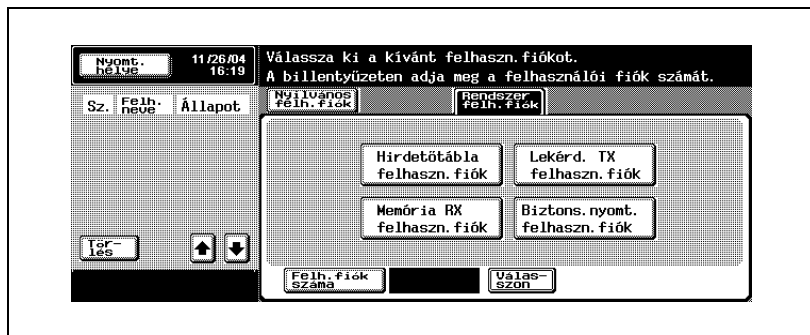 Nyomt.
helye
11/26/04
16:19
Válassza ki a kívánt felhaszn.fiókot.
A billentyűzeten adja meg a felhasználói fiók számát.
Sz. Felh. neve Állapot
Nyilvános
felh.fiók
Rendszer
felh.fiók
Hirdetőtábla
felhaszn.fiók
Lekérd. TX
felhaszn.fiók
Memória RX
felhaszn.fiók
Biztons.nyomt.
felhaszn.fiók
Tör-
lés
Felh.fiók
száma
Válas-
szon